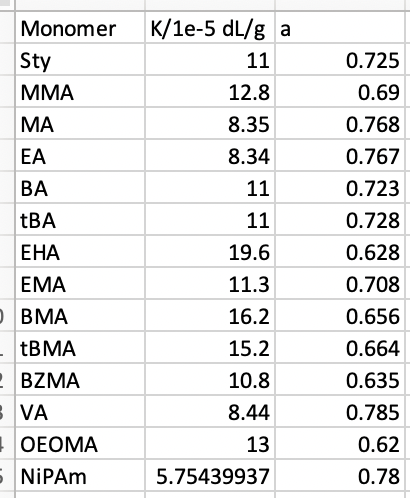 Monomer K/1e-5 dL/g a
Sty 11 0.725
MMA 12.8 0.69
MA 8.35 0.768
EA 8.34 0.767
BA 11 0.723
tBA 11 0.728
EHA 19.6 0.628
EMA 11.3 0.708
BMA 16.2 0.656
tBMA 15.2 0.664
BZMA 10.8 0.635
VA 8.44 0.785
OEOMA 13 0.62
NiPAm 5.75439937 0.78